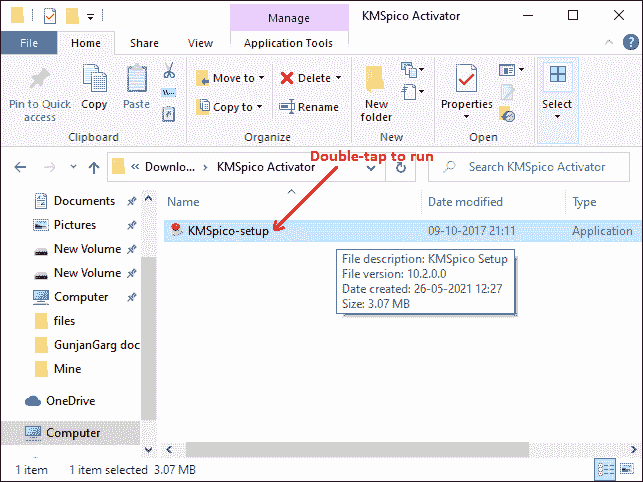 Manage
KMSpico Activator
File
Home
Share
View
Application Tools
Pin to Quick
access
Copy
Paste
Move to
Copy to
Delete
Rename
New
folder
Properties
Select
Clipboard
Organize
New
Open
« Downlo... > KMSpico Activator
Search KMSpico Activator
Double-tap to run
Documents
Pictures
New Volume
New Volume
Computer
files
GunjanGarg doc
Mine
OneDrive
Computer
Name
Date modified
Type
KMSpico-setup
09-10-2017 21:11
Application
File description: KMSpico Setup
File version: 10.2.0.0
Date created: 26-05-2021 12:27
Size: 3.07 MB
1 item
1 item selected 3.07 MB